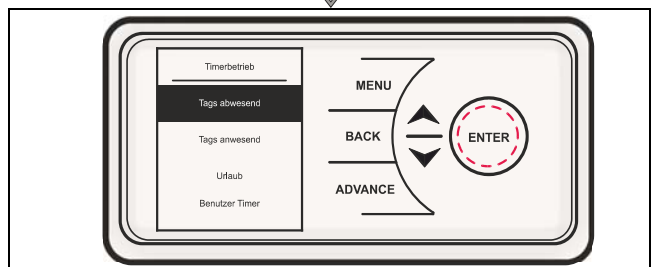 Timerbetrieb
Tags abwesend
Tags anwesend
Urlaub
Benutzer Timer
MENU
BACK
ADVANCE
ENTER